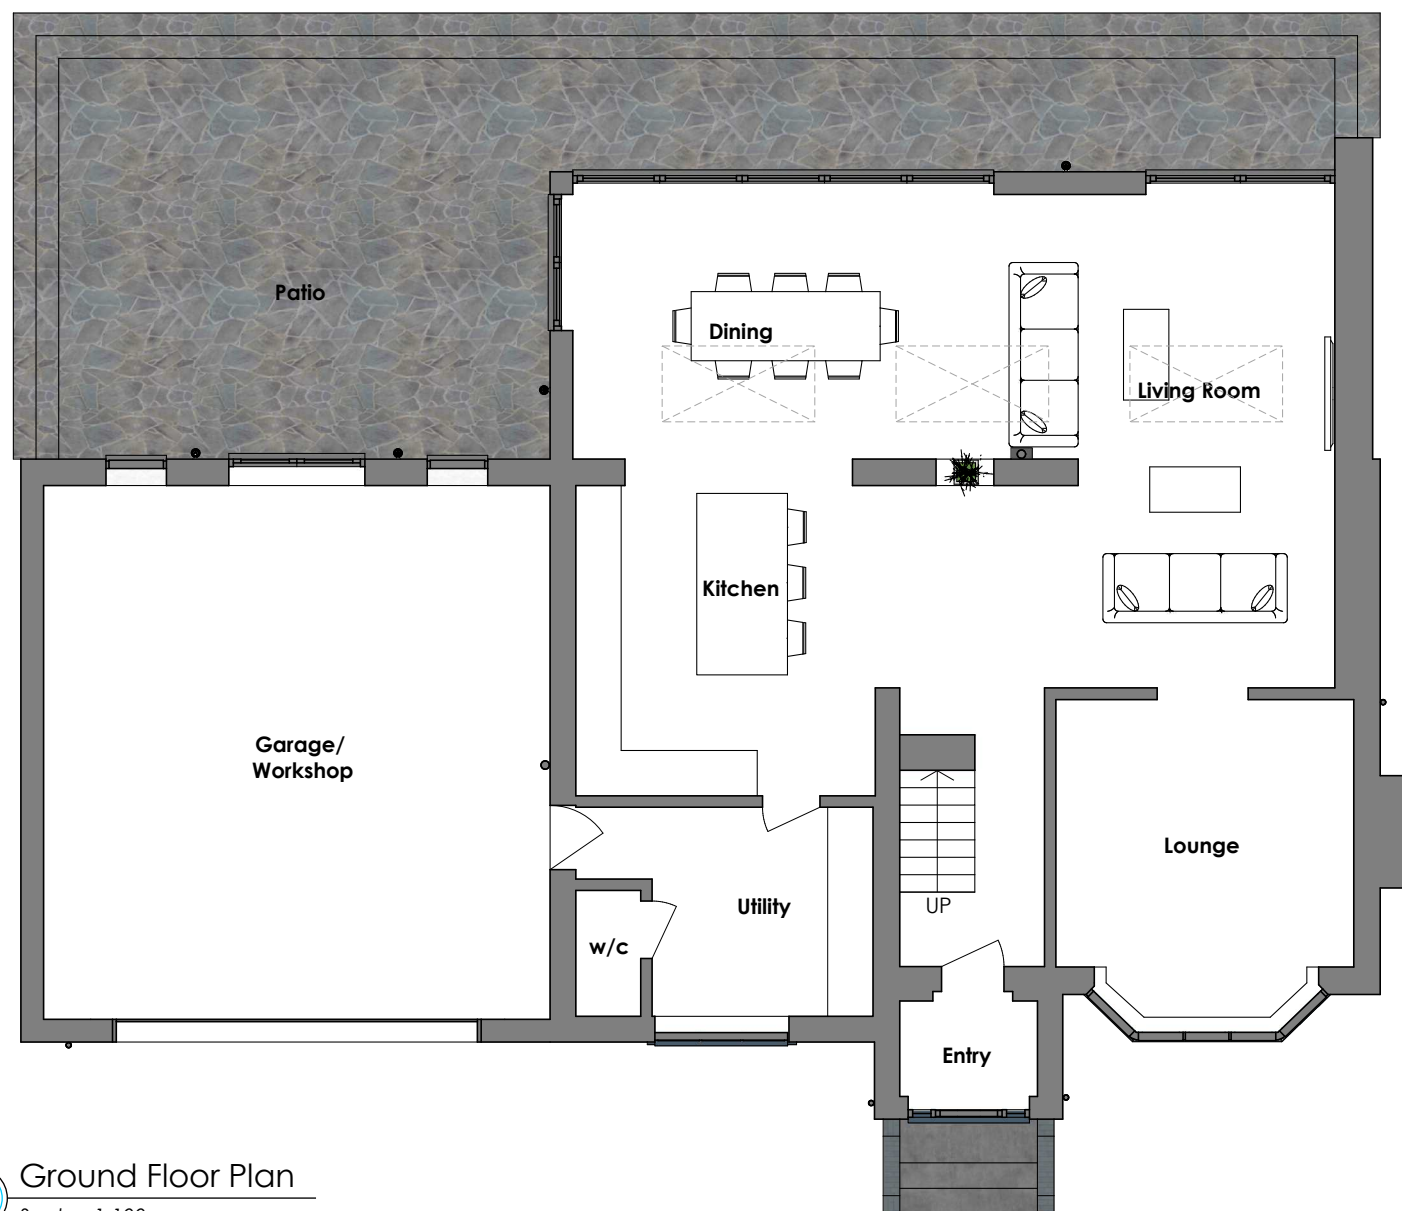 Patio
Dining
Living Room
Kitchen
Garage/
Workshop
Lounge
Utility
UP
w/c
Entry
Ground Floor Plan